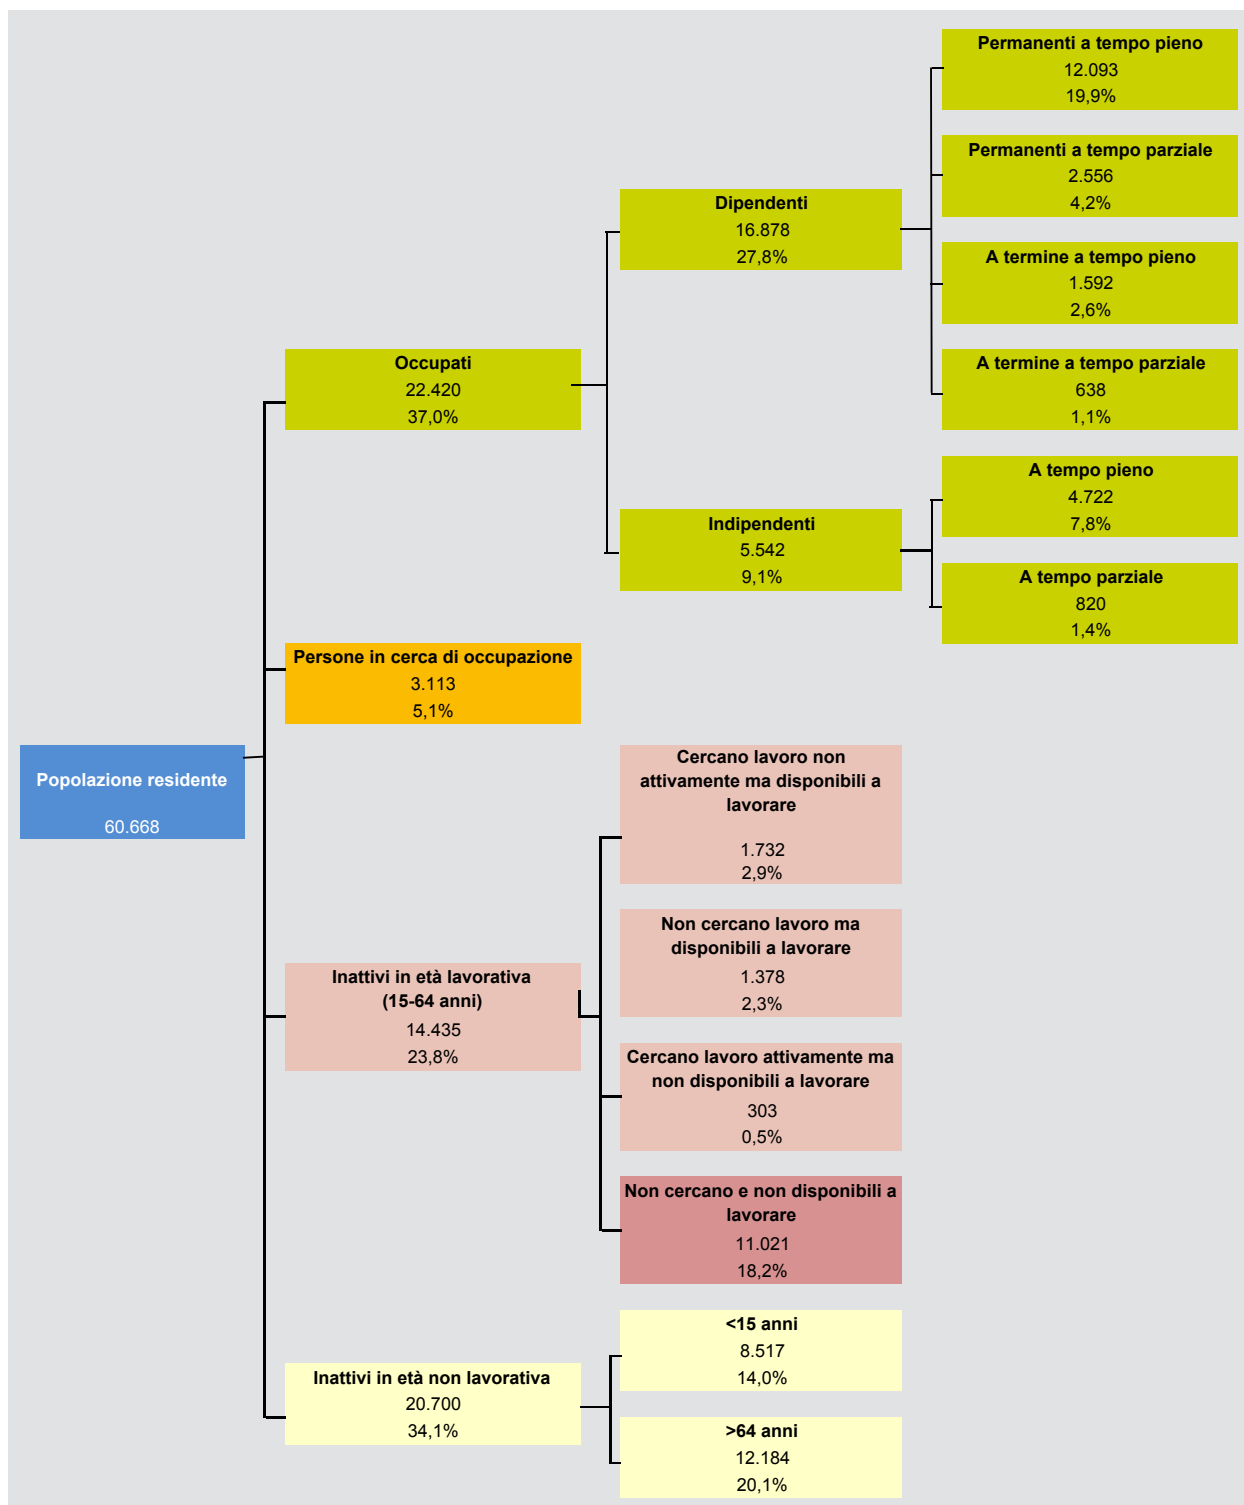 Popolazione residente
60.668
Occupati
22.420
37,0%
Dipendenti
16.878
27,8%
Permanenti a tempo pieno
12.093
19,9%
Permanenti a tempo parziale
2.556
4,2%
A termine a tempo pieno
1.592
2,6%
A termine a tempo parziale
638
1,1%
Indipendenti
5.542
9,1%
A tempo pieno
4.722
7,8%
A tempo parziale
820
1,4%
Persone in cerca di occupazione
3.113
5,1%
Inattivi in età lavorativa
(15-64 anni)
14.435
23,8%
Cercano lavoro non
attivamente ma disponibili a
lavorare
1.732
2,9%
Non cercano lavoro ma
disponibili a lavorare
1.378
2,3%
Cercano lavoro attivamente ma
non disponibili a lavorare
303
0,5%
Non cercano e non disponibili a
lavorare
11.021
18,2%
Inattivi in età non lavorativa
20.700
34,1%
<15 anni
8.517
14,0%
>64 anni
12.184
20,1%